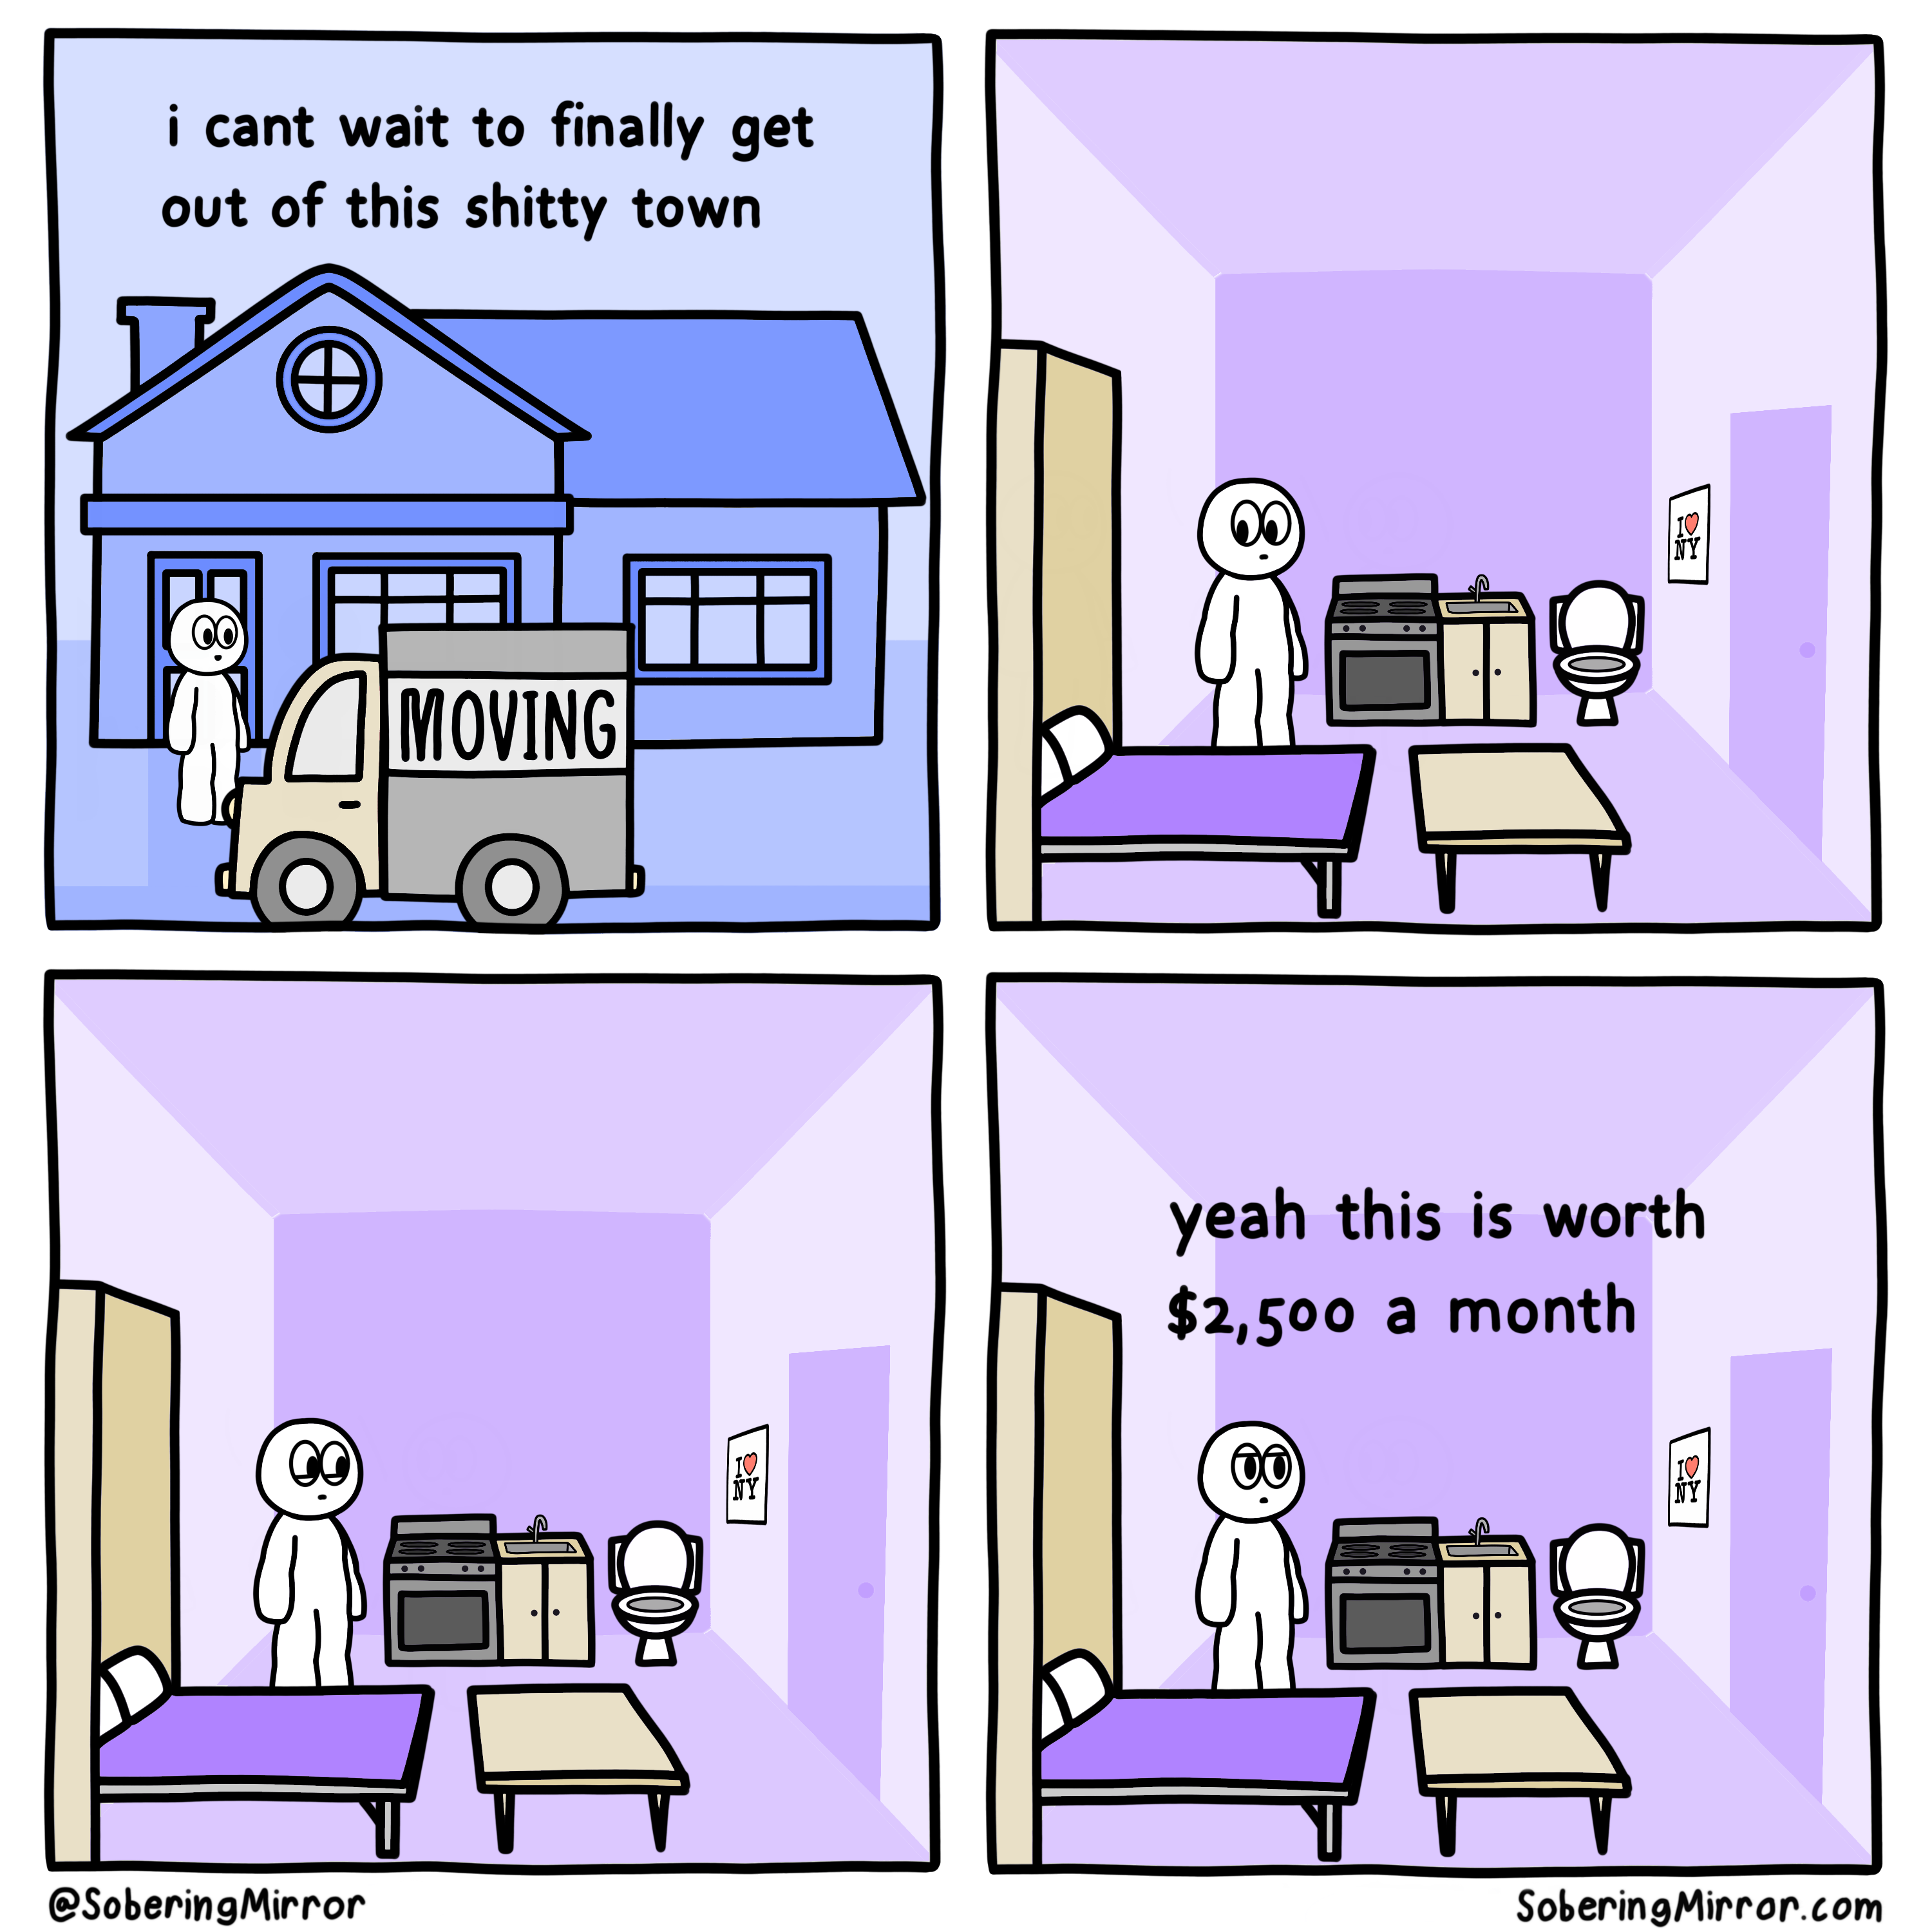 i cant wait to finally get
out of this shitty town
MOVING
I♥
NY
I♥
NY
yeah this is worth
$2,500 a month
I♥
NY
@SoberingMirror
SoberingMirror.com